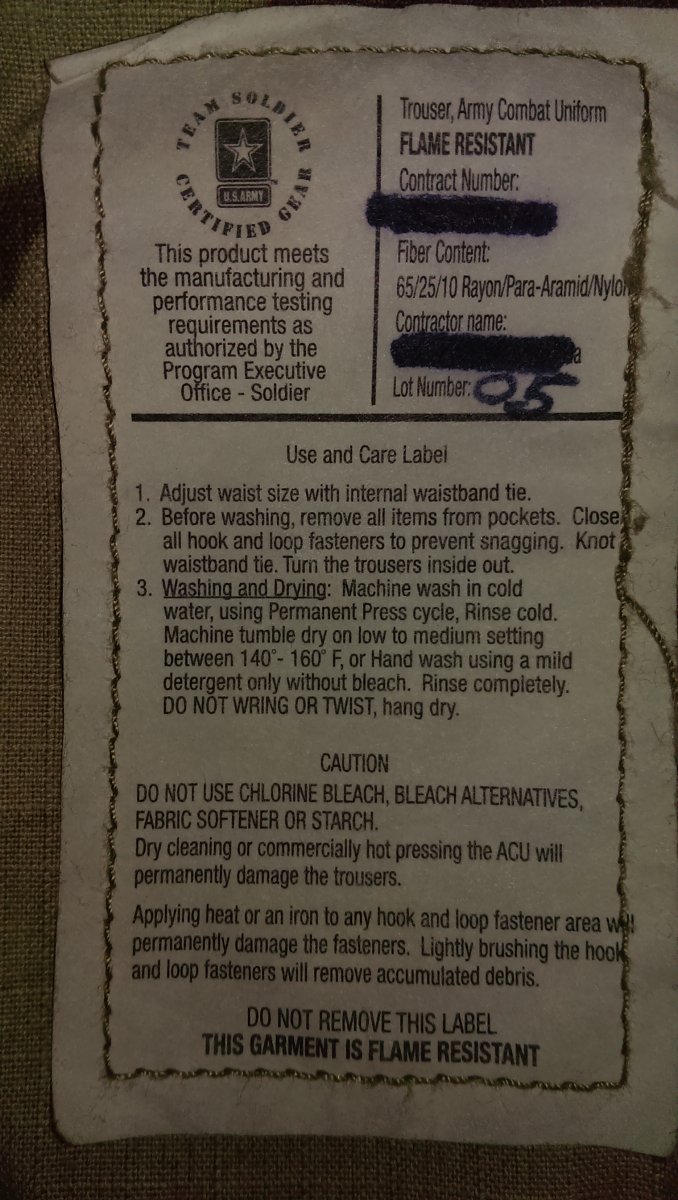 TEAM SOLDIER
U.S.ARMY
CERTIFIED GEAR
This product meets
the manufacturing and
performance testing
requirements as
authorized by the
Program Executive
Office - Soldier
Trouser, Army Combat Uniform
FLAME RESISTANT
Contract Number:
Fiber Content:
65/25/10 Rayon/Para-Aramid/Nylon
Contractor name:
Lot Number: 05
Use and Care Label
1. Adjust waist size with internal waistband tie.
2. Before washing, remove all items from pockets. Close
all hook and loop fasteners to prevent snagging. Knot
waistband tie. Turn the trousers inside out.
3. Washing and Drying: Machine wash in cold
water, using Permanent Press cycle, Rinse cold.
Machine tumble dry on low to medium setting
between 140°- 160° F, or Hand wash using a mild
detergent only without bleach. Rinse completely.
DO NOT WRING OR TWIST, hang dry.
CAUTION
DO NOT USE CHLORINE BLEACH, BLEACH ALTERNATIVES,
FABRIC SOFTENER OR STARCH.
Dry cleaning or commercially hot pressing the ACU will
permanently damage the trousers.
Applying heat or an iron to any hook and loop fastener area will
permanently damage the fasteners. Lightly brushing the hook
and loop fasteners will remove accumulated debris.
DO NOT REMOVE THIS LABEL
THIS GARMENT IS FLAME RESISTANT